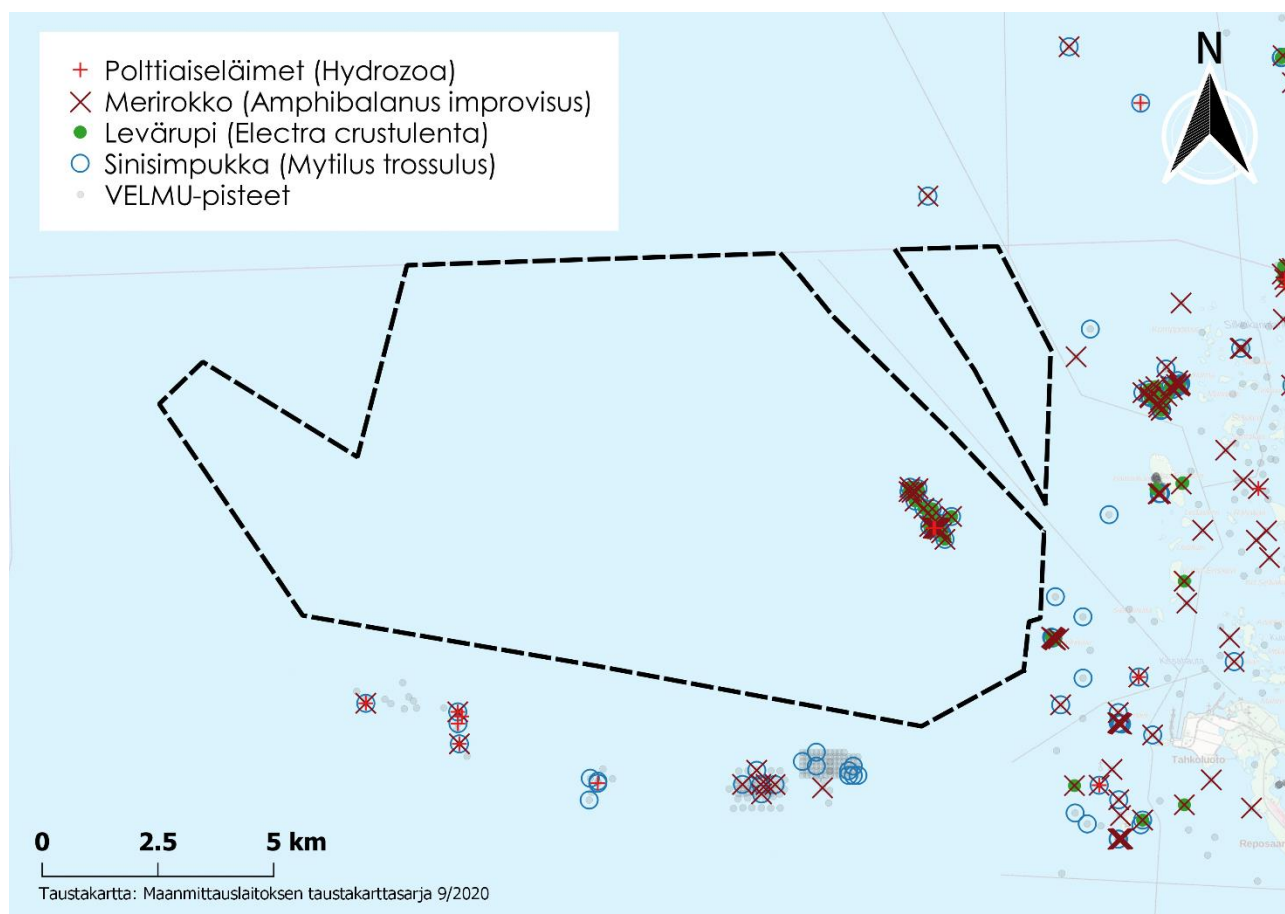 Polttiaiseläimet (Hydrozoa)
Merirokko (Amphibalanus improvisus)
Levärupi (Electra crustulenta)
Sinisimpukka (Mytilus trossulus)
VELMU-pisteet
N
Tahkoluoto
Reposaari
0 2.5 5 km
Taustakartta: Maanmittauslaitoksen taustakarttasarja 9/2020